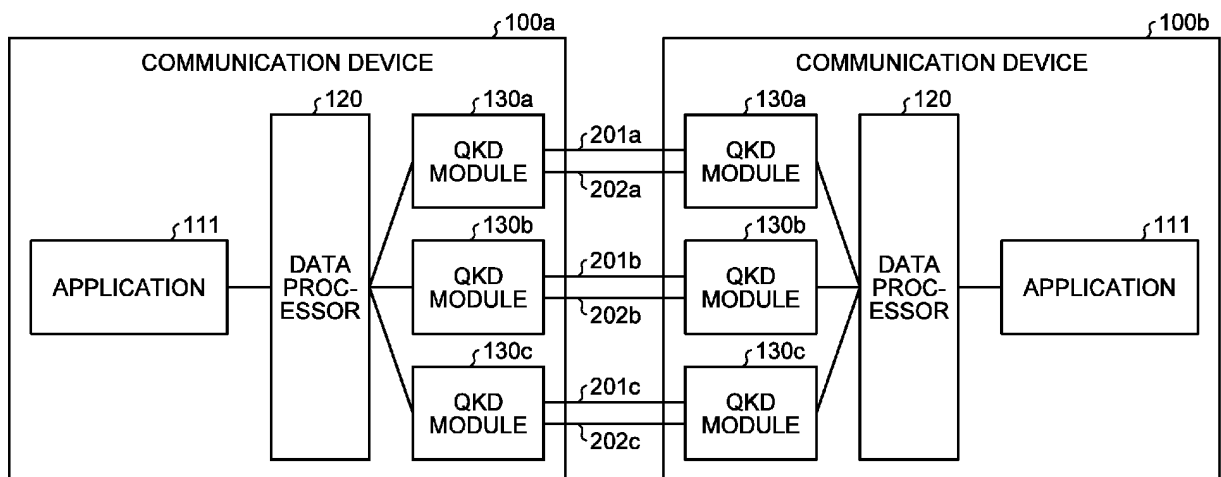 100a
100b
COMMUNICATION DEVICE
COMMUNICATION DEVICE
120
130a
130a
120
201a
QKD
MODULE
QKD
MODULE
202a
111
130b
130b
111
APPLICATION
DATA
PROC-
ESSOR
QKD
MODULE
201b
202b
QKD
MODULE
DATA
PROC-
ESSOR
APPLICATION
130c
130c
201c
QKD
MODULE
QKD
MODULE
202c